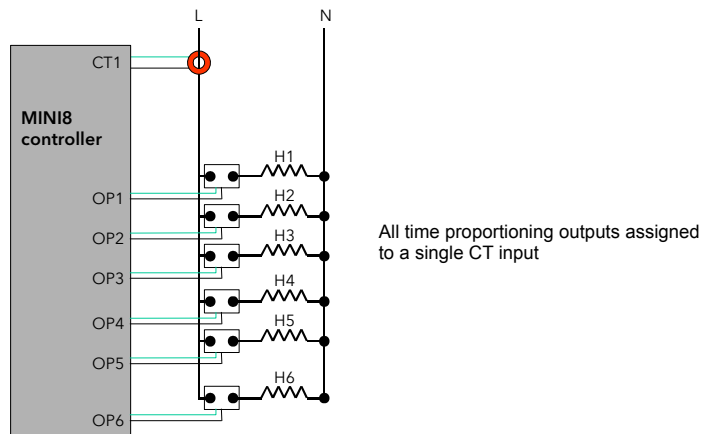 L N
CT1
MINI8
controller
H1
OP1
H2
OP2
H3
OP3
H4
OP4
H5
OP5
H6
OP6
All time proportioning outputs assigned
to a single CT input